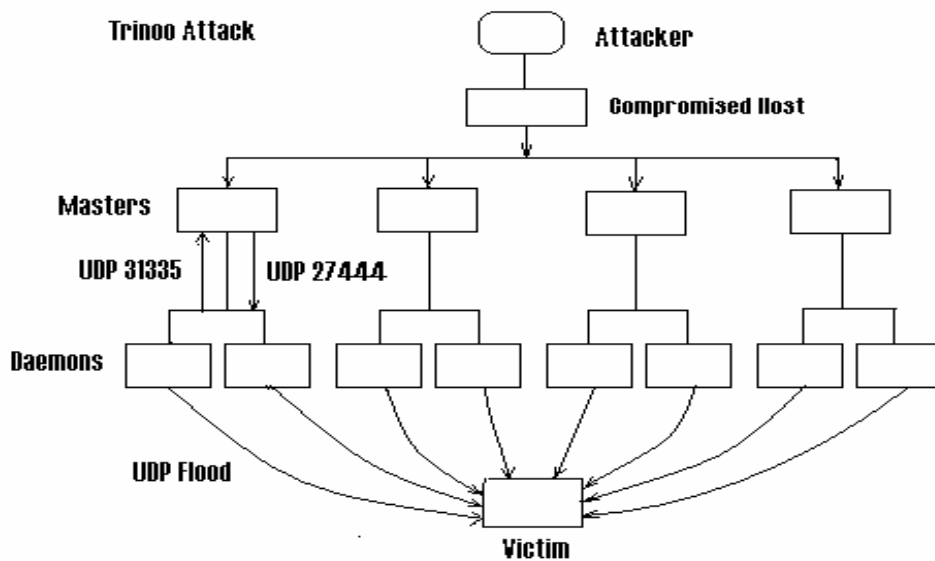 Trinoo Attack
Attacker
Compromised Host
Masters
UDP 31335
UDP 27444
Daemons
UDP Flood
Victim